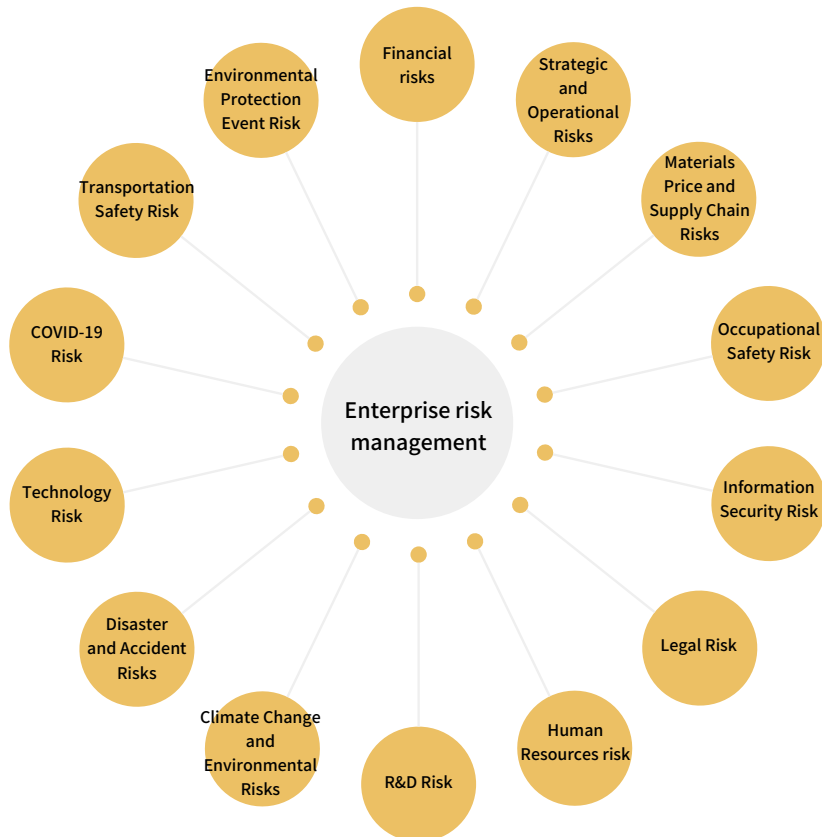 Financial
risks
Strategic
and
Operational
Risks
Materials
Price and
Supply Chain
Risks
Occupational
Safety Risk
Information
Security Risk
Legal Risk
Human
Resources risk
R&D Risk
Climate Change
and
Environmental
Risks
Disaster
and Accident
Risks
Technology
Risk
COVID-19
Risk
Transportation
Safety Risk
Environmental
Protection
Event Risk
Enterprise risk
management